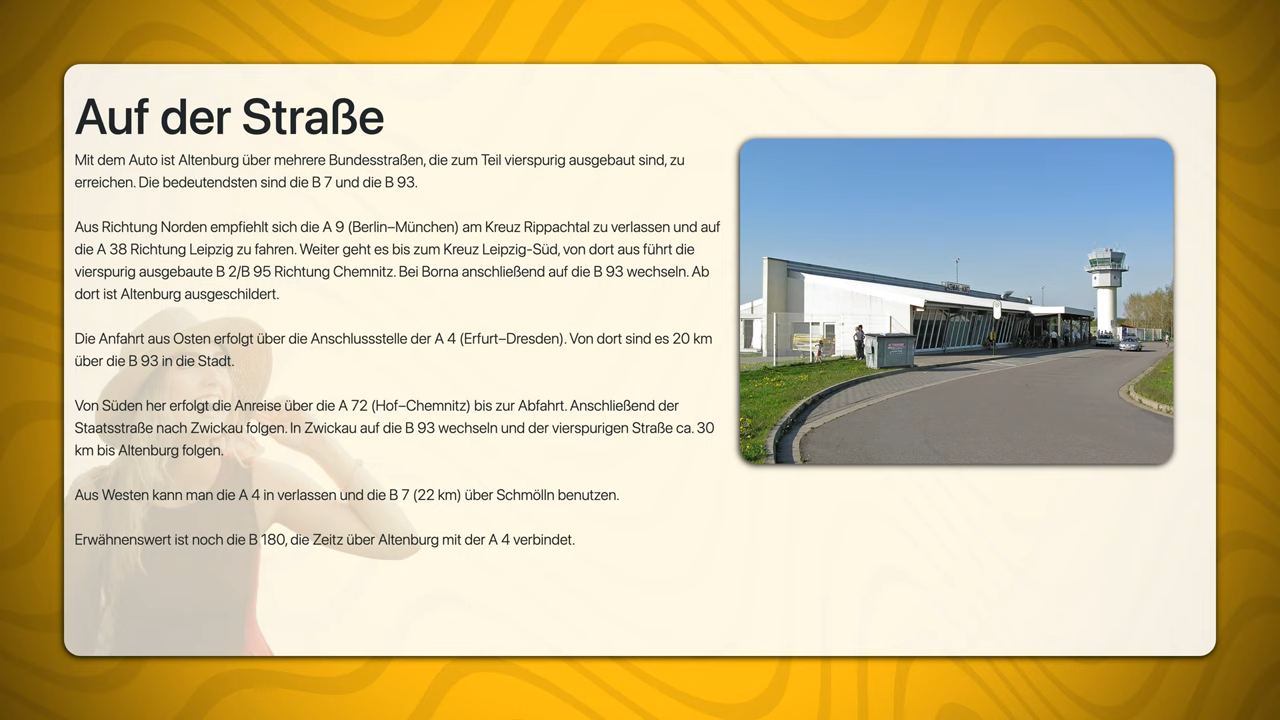 Auf der Straße
Mit dem Auto ist Altenburg über mehrere Bundesstraßen, die zum Teil vierspurig ausgebaut sind, zu
erreichen. Die bedeutendsten sind die B 7 und die B 93.
Aus Richtung Norden empfiehlt sich die A 9 (Berlin–München) am Kreuz Rippachtal zu verlassen und auf
die A 38 Richtung Leipzig zu fahren. Weiter geht es bis zum Kreuz Leipzig-Süd, von dort aus führt die
vierspurig ausgebaute B 2/B 95 Richtung Chemnitz. Bei Borna anschließend auf die B 93 wechseln. Ab
dort ist Altenburg ausgeschildert.
Die Anfahrt aus Osten erfolgt über die Anschlussstelle der A 4 (Erfurt–Dresden). Von dort sind es 20 km
über die B 93 in die Stadt.
Von Süden her erfolgt die Anreise über die A 72 (Hof–Chemnitz) bis zur Abfahrt. Anschließend der
Staatsstraße nach Zwickau folgen. In Zwickau auf die B 93 wechseln und der vierspurigen Straße ca. 30
km bis Altenburg folgen.
Aus Westen kann man die A 4 in verlassen und die B 7 (22 km) über Schmölln benutzen.
Erwähnenswert ist noch die B 180, die Zeitz über Altenburg mit der A 4 verbindet.